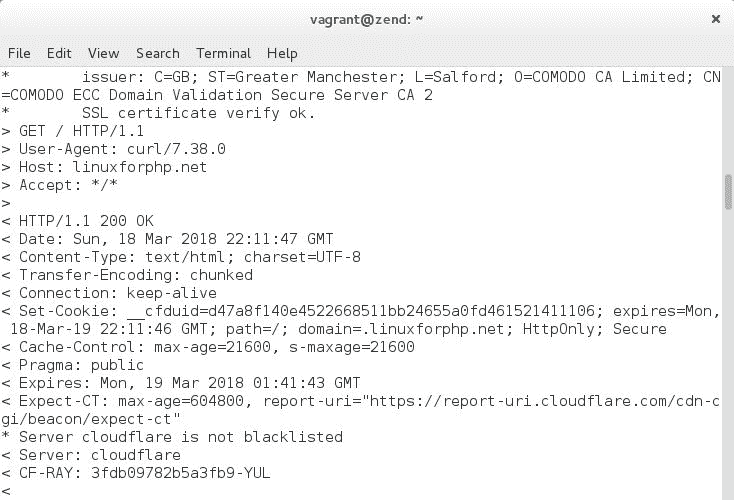 vagrant@zend: ~ ×
File Edit View Search Terminal Help
* issuer: C=GB; ST=Greater Manchester; L=Salford; O=COMODO CA Limited; CN
=COMODO ECC Domain Validation Secure Server CA 2
* SSL certificate verify ok.
> GET / HTTP/1.1
> User-Agent: curl/7.38.0
> Host: linuxforphp.net
> Accept: */*
>
< HTTP/1.1 200 OK
< Date: Sun, 18 Mar 2018 22:11:47 GMT
< Content-Type: text/html; charset=UTF-8
< Transfer-Encoding: chunked
< Connection: keep-alive
< Set-Cookie: __cfduid=d47a8f140e4522668511bb24655a0fd461521411106; expires=Mon,
18-Mar-19 22:11:46 GMT; path=/; domain=.linuxforphp.net; HttpOnly; Secure
< Cache-Control: max-age=21600, s-maxage=21600
< Pragma: public
< Expires: Mon, 19 Mar 2018 01:41:43 GMT
< Expect-CT: max-age=604800, report-uri="https://report-uri.cloudflare.com/cdn-c
gi/beacon/expect-ct"
* Server cloudflare is not blacklisted
< Server: cloudflare
< CF-RAY: 3fdb09782b5a3fb9-YUL
<